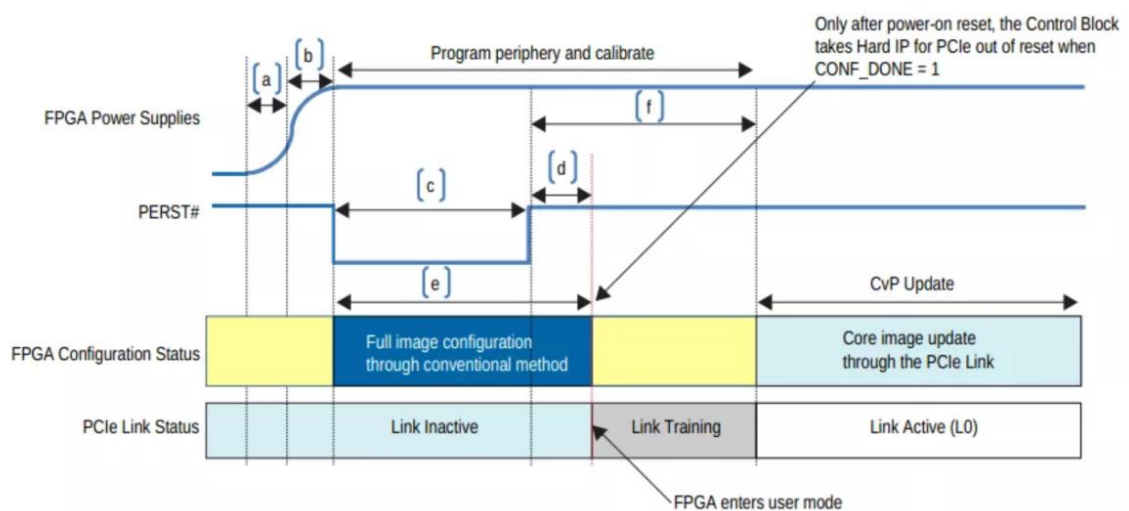 Only after power-on reset, the Control Block
takes Hard IP for PCIe out of reset when
CONF_DONE = 1
(b)
Program periphery and calibrate
(a)
FPGA Power Supplies
(f)
(d)
(c)
PERST#
(e)
CvP Update
FPGA Configuration Status
Full image configuration
through conventional method
Core image update
through the PCIe Link
PCIe Link Status
Link Inactive
Link Training
Link Active (L0)
FPGA enters user mode